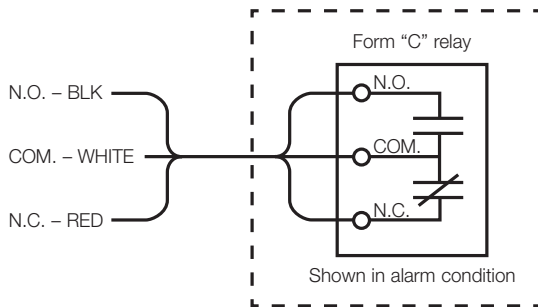 Form “C” relay
N.O. – BLK
N.O.
COM. – WHITE
COM.
N.C. – RED
N.C.
Shown in alarm condition